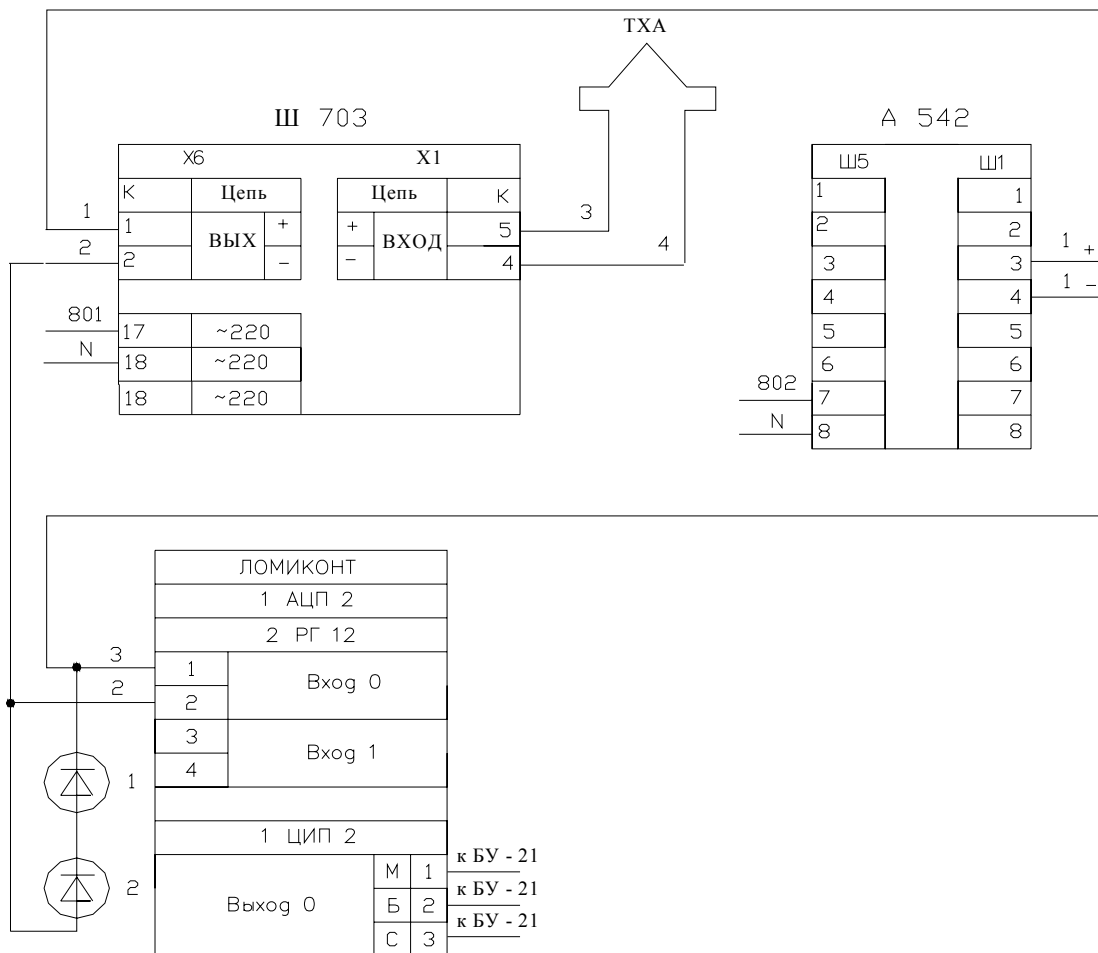 ТХА
Ш 703
А 542
X6
X1
Ш5
Ш1
К
Цепь
Цепь
К
1
1
1
2
ВЫХ
+
-
+
-
ВХОД
5
4
3
4
2
1
2
3
4
5
6
7
8
1
2
3
4
5
6
7
8
1 +
1 -
801
17
~220
N
18
~220
18
~220
802
N
ЛОМИКОНТ
1 АЦП 2
2 РГ 12
3
1
Вход 0
2
2
3
Вход 1
4
1
1 ЦИП 2
2
Выход 0
М
1
к БУ - 21
Б
2
к БУ - 21
С
3
к БУ - 21